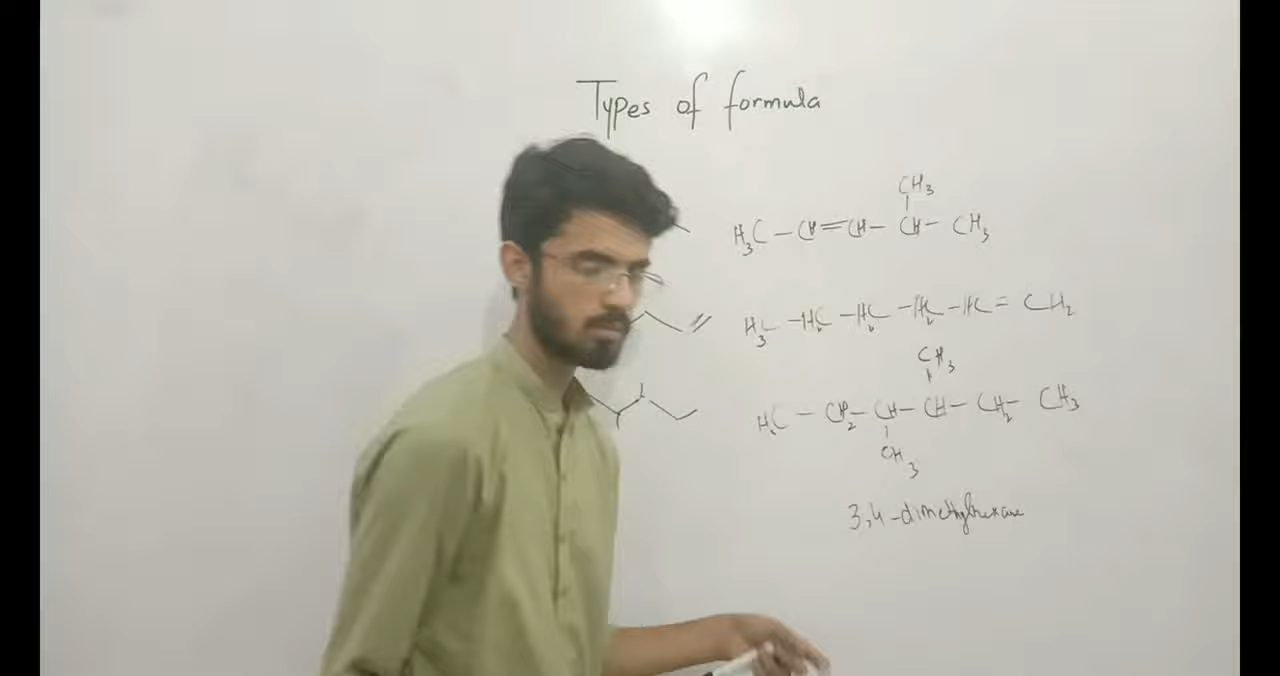 Types of formula
CH3
H3C - CH = CH - CH - CH3
H3C - H2C - H2C - H2C - HC = CH2
CH3
H3C - CH2 - CH - CH - CH2 - CH3
CH3
3,4-dimethylhexane